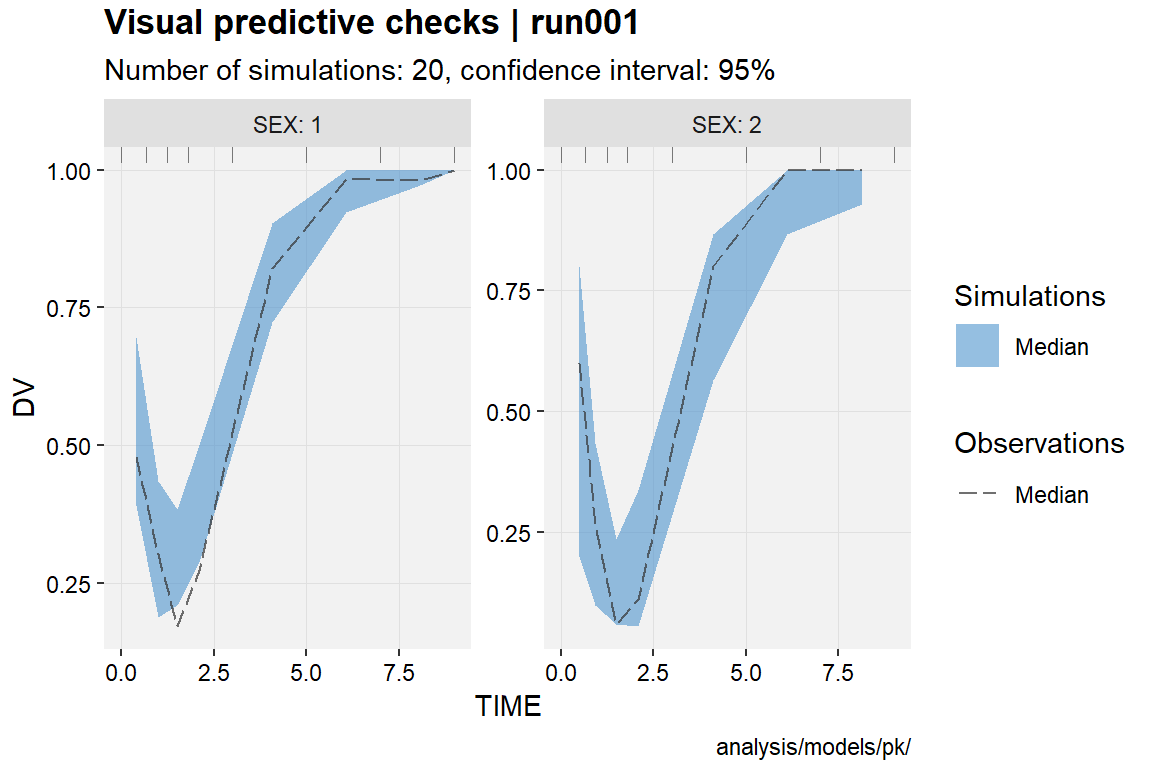 Visual predictive checks | run001
Number of simulations: 20, confidence interval: 95%
SEX: 1
SEX: 2
1.00
0.75
0.50
0.25
1.00
0.75
0.50
0.25
DV
0.0 2.5 5.0 7.5
0.0 2.5 5.0 7.5
TIME
Simulations
Median
Observations
Median
analysis/models/pk/